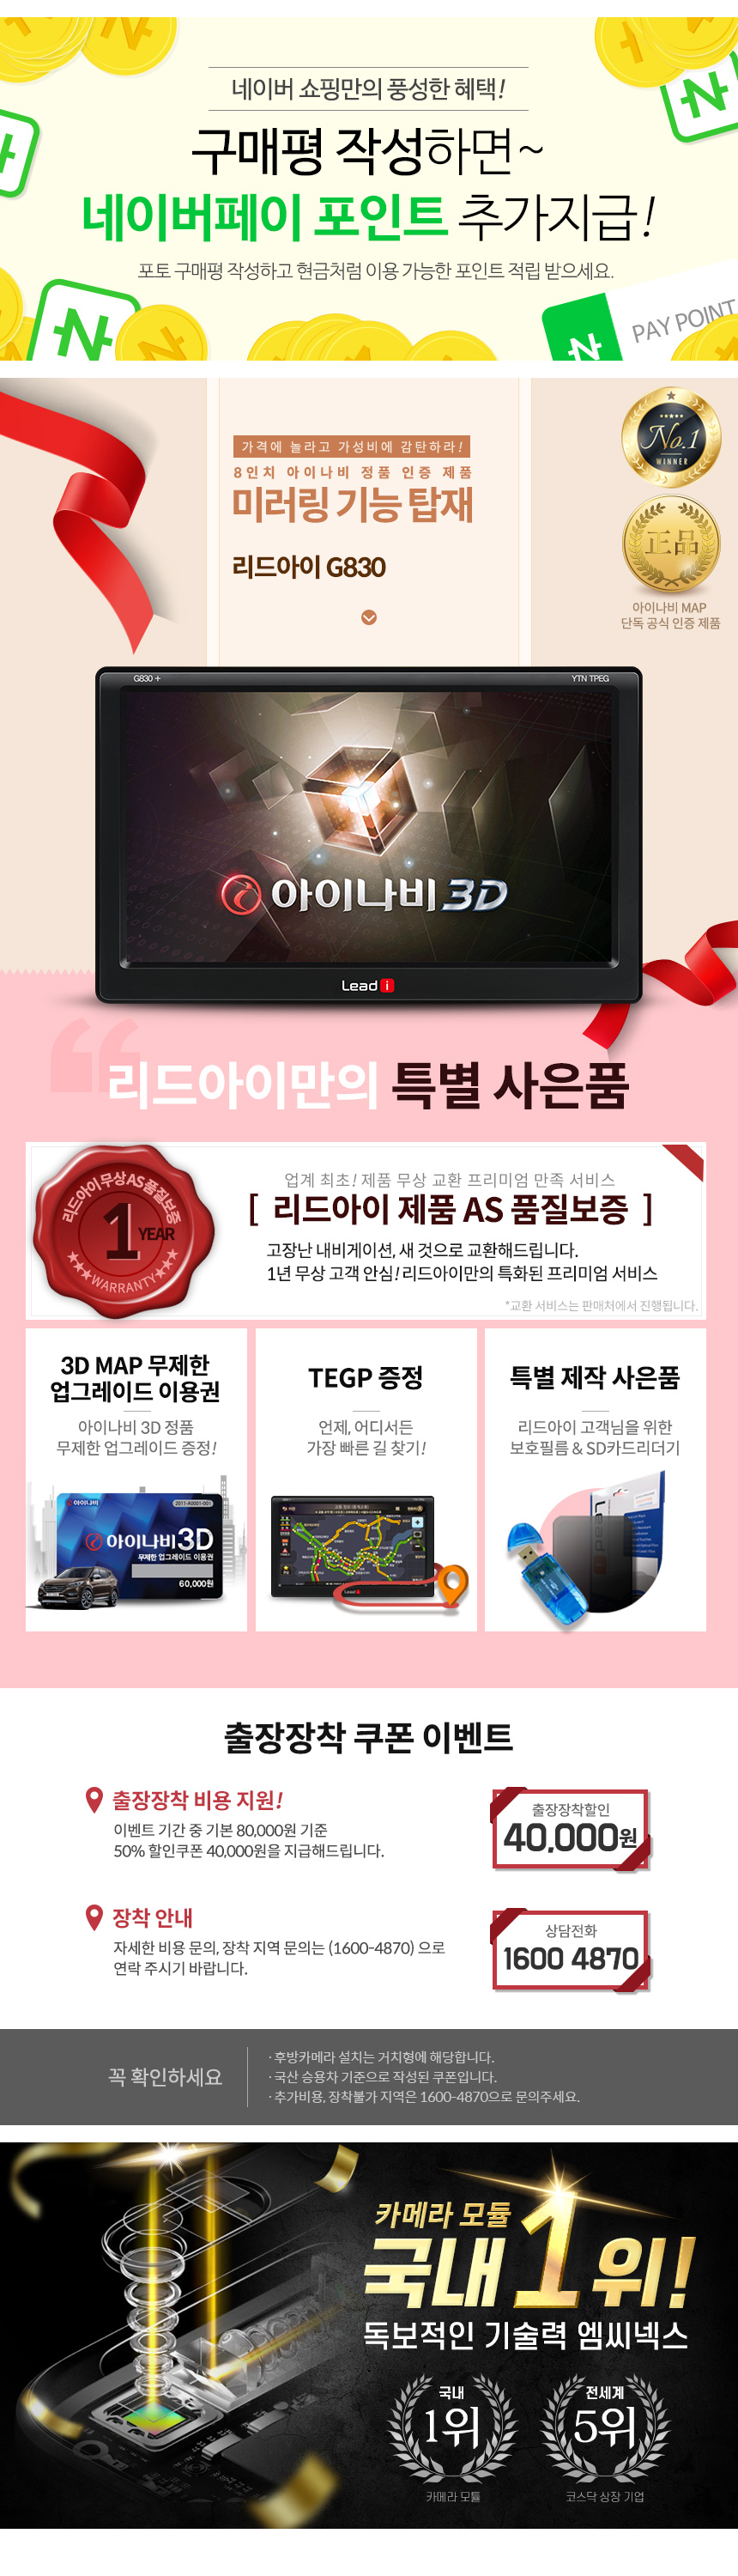 네이버 쇼핑만의 풍성한 혜택!
구매평 작성하면~
네이버페이 포인트 추가지급!
포토 구매평 작성하고 현금처럼 이용 가능한 포인트 적립 받으세요.
PAY POINT
가격에 놀라고 가성비에 감탄하라!
8인치 아이나비 정품 인증 제품
미러링 기능 탑재
리드아이 G830
No.1
WINNER
正品
아이나비 MAP
단독 공식 인증 제품
G830 +
YTN TPEG
아이나비 3D
Lead i
리드아이만의 특별 사은품
리드아이 무상AS품질보증
1 YEAR
WARRANTY
업계 최초! 제품 무상 교환 프리미엄 만족 서비스
[ 리드아이 제품 AS 품질보증 ]
고장난 내비게이션, 새 것으로 교환해드립니다.
1년 무상 고객 안심! 리드아이만의 특화된 프리미엄 서비스
*교환 서비스는 판매처에서 진행됩니다.
3D MAP 무제한
업그레이드 이용권
아이나비 3D 정품
무제한 업그레이드 증정!
아이나비
2011-A0001-001
아이나비 3D
무제한 업그레이드 이용권
60,000원
TEGP 증정
언제, 어디서든
가장 빠른 길 찾기!
Lead i
특별 제작 사은품
리드아이 고객님을 위한
보호필름 & SD카드리더기
출장장착 쿠폰 이벤트
출장장착 비용 지원!
이벤트 기간 중 기본 80,000원 기준
50% 할인쿠폰 40,000원을 지급해드립니다.
출장장착할인
40,000원
장착 안내
자세한 비용 문의, 장착 지역 문의는 (1600-4870) 으로
연락 주시기 바랍니다.
상담전화
1600 4870
꼭 확인하세요
· 후방카메라 설치는 거치형에 해당합니다.
· 국산 승용차 기준으로 작성된 쿠폰입니다.
· 추가비용, 장착불가 지역은 1600-4870으로 문의주세요.
카메라 모듈
국내 1위!
독보적인 기술력 엠씨넥스
국내
1위
카메라 모듈
전세계
5위
코스닥 상장 기업